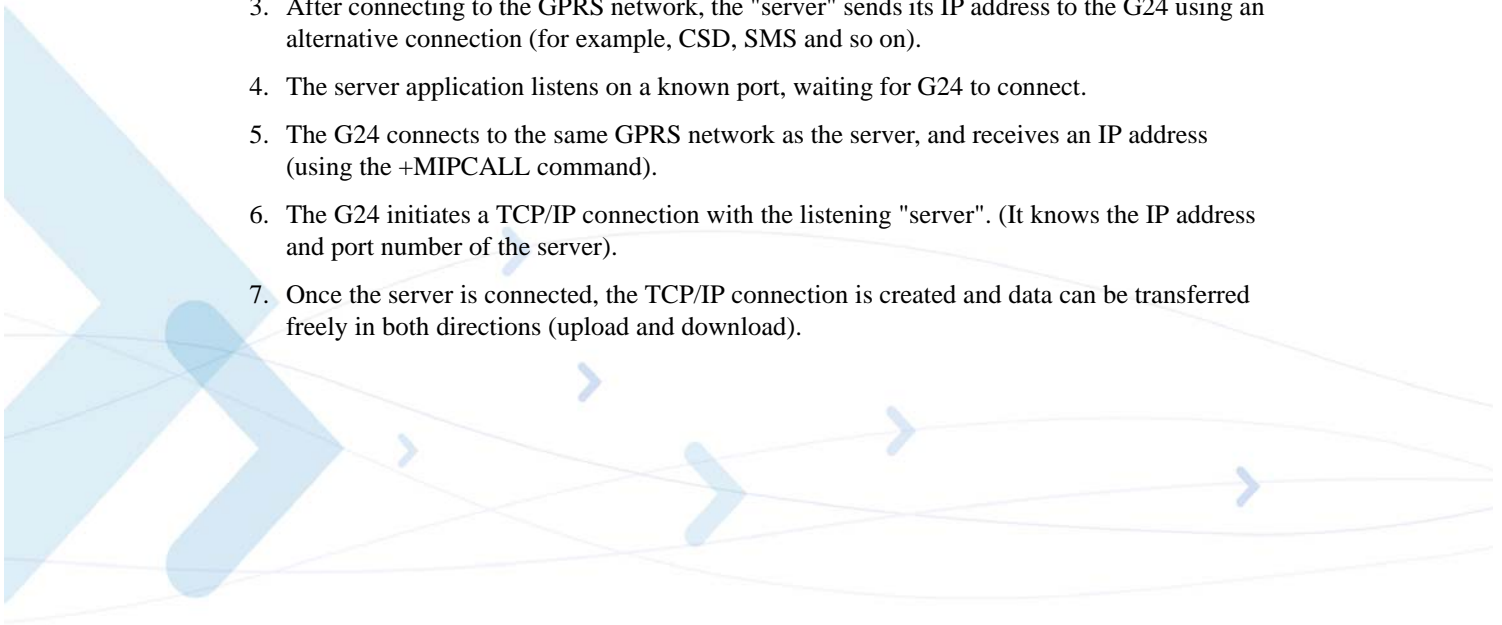 3. After connecting to the GPRS network, the "server" sends its IP address to the G24 using an
alternative connection (for example, CSD, SMS and so on).
4. The server application listens on a known port, waiting for G24 to connect.
5. The G24 connects to the same GPRS network as the server, and receives an IP address
(using the +MIPCALL command).
6. The G24 initiates a TCP/IP connection with the listening "server". (It knows the IP address
and port number of the server).
7. Once the server is connected, the TCP/IP connection is created and data can be transferred
freely in both directions (upload and download).